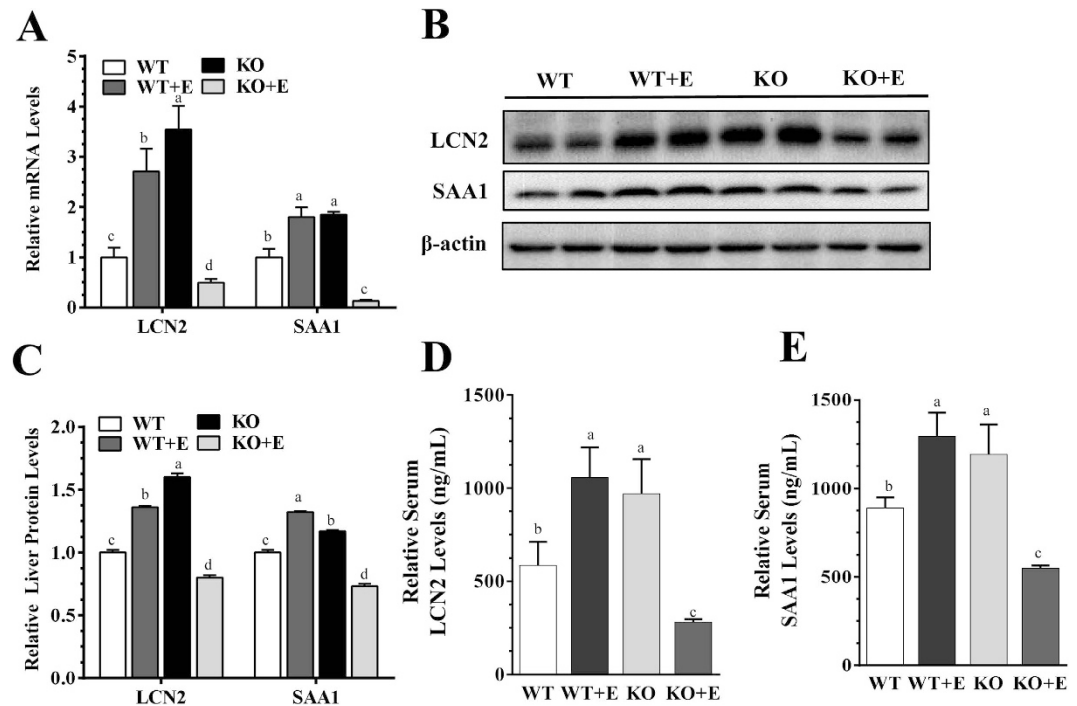 A
WT KO
WT+E KO+E
Relative mRNA Levels
5
4
3
2
1
0
c b a d
b a a c
LCN2 SAA1
B
WT WT+E KO KO+E
LCN2
SAA1
β-actin
C
WT KO
WT+E KO+E
Relative Liver Protein Levels
2.0
1.5
1.0
0.5
0.0
c b a d
c a b d
LCN2 SAA1
D
Relative Serum
LCN2 Levels (ng/mL)
1500
1000
500
0
b a a c
WT WT+E KO KO+E
E
Relative Serum
SAA1 Levels (ng/mL)
1500
1000
500
0
b a a c
WT WT+E KO KO+E